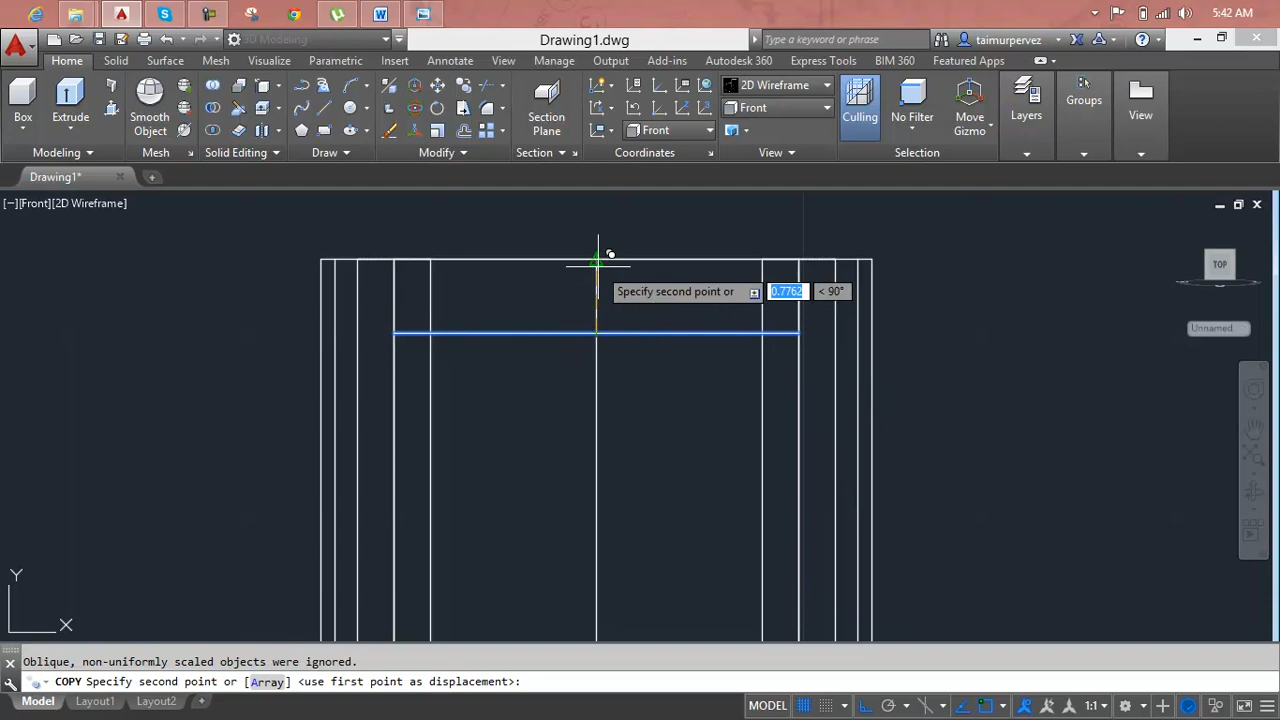 5:42 AM
3D Modeling
Drawing1.dwg
Type a keyword or phrase
taimurpervez
Home
Solid
Surface
Mesh
Visualize
Parametric
Insert
Annotate
View
Manage
Output
Add-ins
Autodesk 360
Express Tools
BIM 360
Featured Apps
Box
Extrude
Smooth
Object
Section
Plane
2D Wireframe
Front
Front
Culling
No Filter
Move
Gizmo
Layers
Groups
View
Modeling
Mesh
Solid Editing
Draw
Modify
Section
Coordinates
View
Selection
Drawing1*
[−][Front][2D Wireframe]
TOP
Specify second point or
0.7762
< 90°
Unnamed
Y
X
Oblique, non-uniformly scaled objects were ignored.
COPY Specify second point or [Array] <use first point as displacement>:
Model
Layout1
Layout2
MODEL
1:1